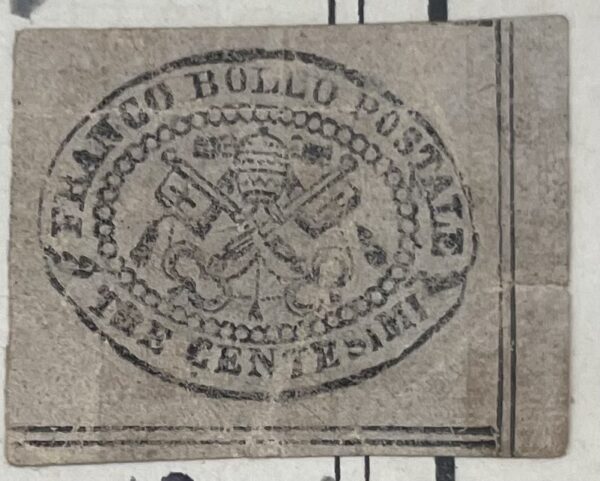 FRANCO BOLLO POSTALE
TRE CENTESIMI